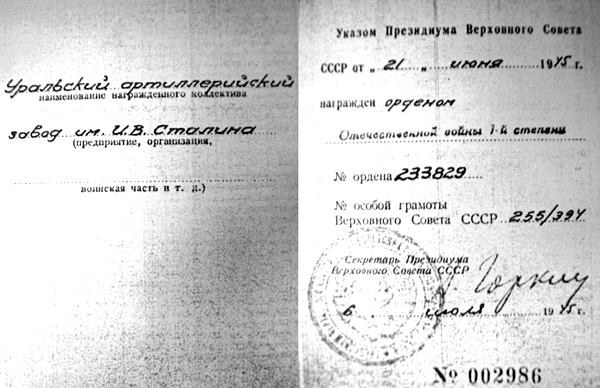 Уральский артиллерийский
наименование награжденного коллектива
завод им. И.В. Сталина
(предприятие, организация,
воинская часть и т. д.)
Указом Президиума Верховного Совета
СССР от „ 21 „ июня 1945 г.
награжден орденом
Отечественной войны 1-й степени
№ ордена 233829
№ особой грамоты
Верховного Совета СССР 255/394
Секретарь Президиума
Верховного Совета СССР
Горкин
6 июля 1945 г.
№ 002986